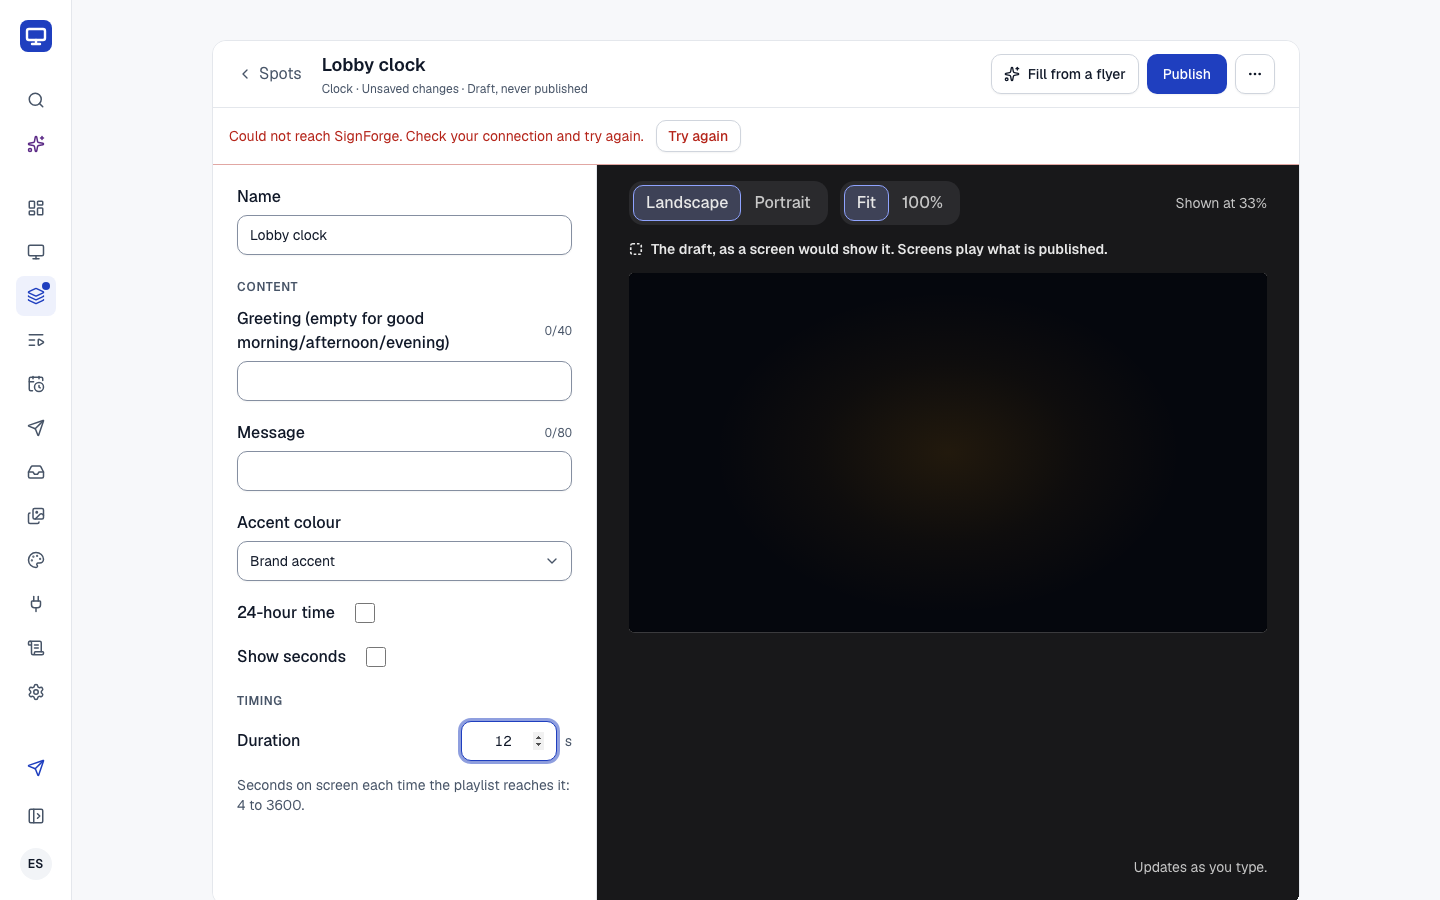 Spots
Lobby clock
Clock · Unsaved changes · Draft, never published
Fill from a flyer
Publish
Could not reach SignForge. Check your connection and try again.
Try again
Name
Lobby clock
CONTENT
Greeting (empty for good
morning/afternoon/evening)
0/40
Message
0/80
Accent colour
Brand accent
24-hour time
Show seconds
TIMING
Duration
12
s
Seconds on screen each time the playlist reaches it:
4 to 3600.
Landscape
Portrait
Fit
100%
Shown at 33%
The draft, as a screen would show it. Screens play what is published.
Updates as you type.
ES